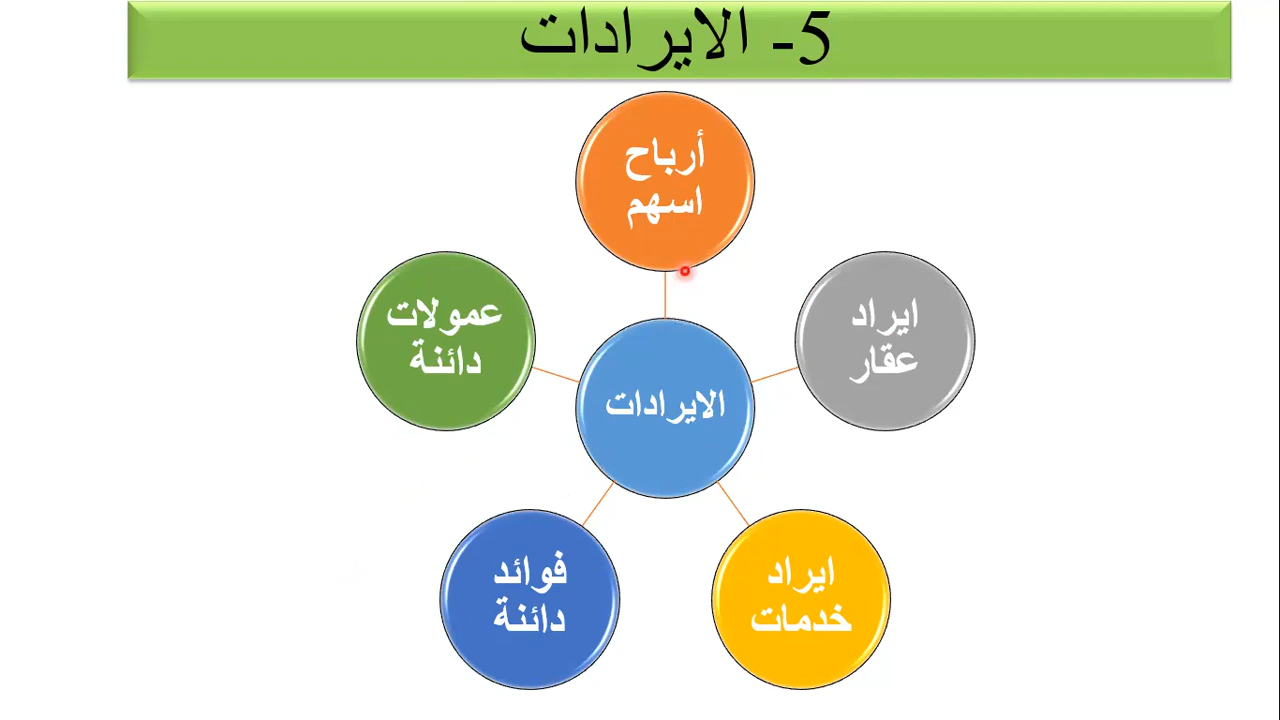 5- الايرادات
أرباح
اسهم
ايراد
عقار
ايراد
خدمات
فوائد
دائنة
عمولات
دائنة
الايرادات